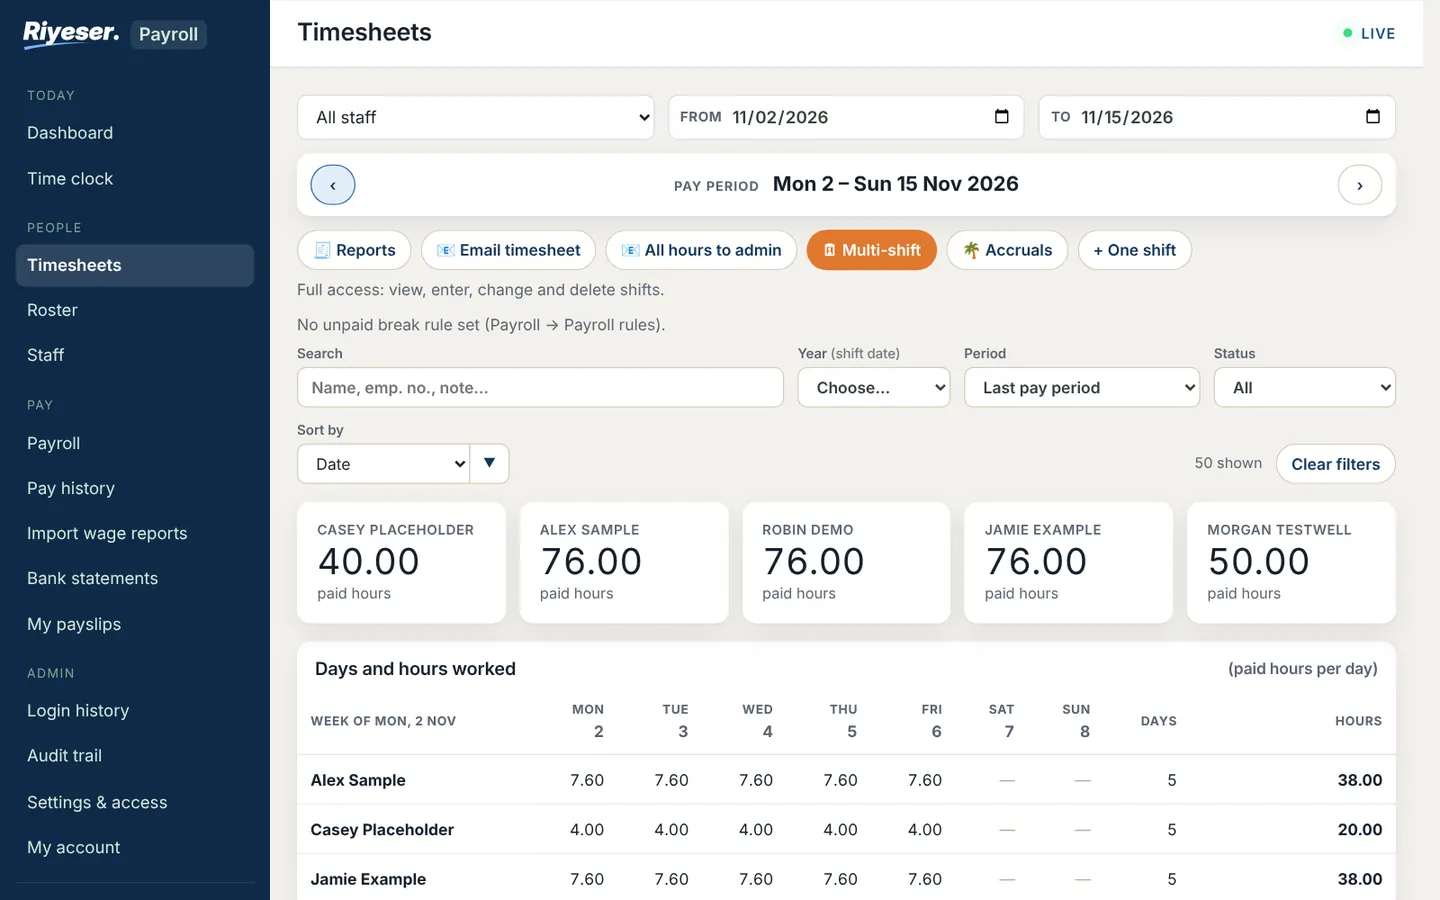 Riyeser. Payroll
TODAY
Dashboard
Time clock
PEOPLE
Timesheets
Roster
Staff
PAY
Payroll
Pay history
Import wage reports
Bank statements
My payslips
ADMIN
Login history
Audit trail
Settings & access
My account
Timesheets
LIVE
All staff
FROM 11/02/2026
TO 11/15/2026
‹
PAY PERIOD Mon 2 – Sun 15 Nov 2026
›
🧾 Reports
📧 Email timesheet
📧 All hours to admin
🗓 Multi-shift
🌴 Accruals
+ One shift
Full access: view, enter, change and delete shifts.
No unpaid break rule set (Payroll → Payroll rules).
Search
Year (shift date)
Period
Status
Name, emp. no., note…
Choose…
Last pay period
All
Sort by
Date
▼
50 shown
Clear filters
CASEY PLACEHOLDER
40.00
paid hours
ALEX SAMPLE
76.00
paid hours
ROBIN DEMO
76.00
paid hours
JAMIE EXAMPLE
76.00
paid hours
MORGAN TESTWELL
50.00
paid hours
Days and hours worked
(paid hours per day)
WEEK OF MON, 2 NOV MON 2 TUE 3 WED 4 THU 5 FRI 6 SAT 7 SUN 8 DAYS HOURS
Alex Sample 7.60 7.60 7.60 7.60 7.60 — — 5 38.00
Casey Placeholder 4.00 4.00 4.00 4.00 4.00 — — 5 20.00
Jamie Example 7.60 7.60 7.60 7.60 7.60 — — 5 38.00